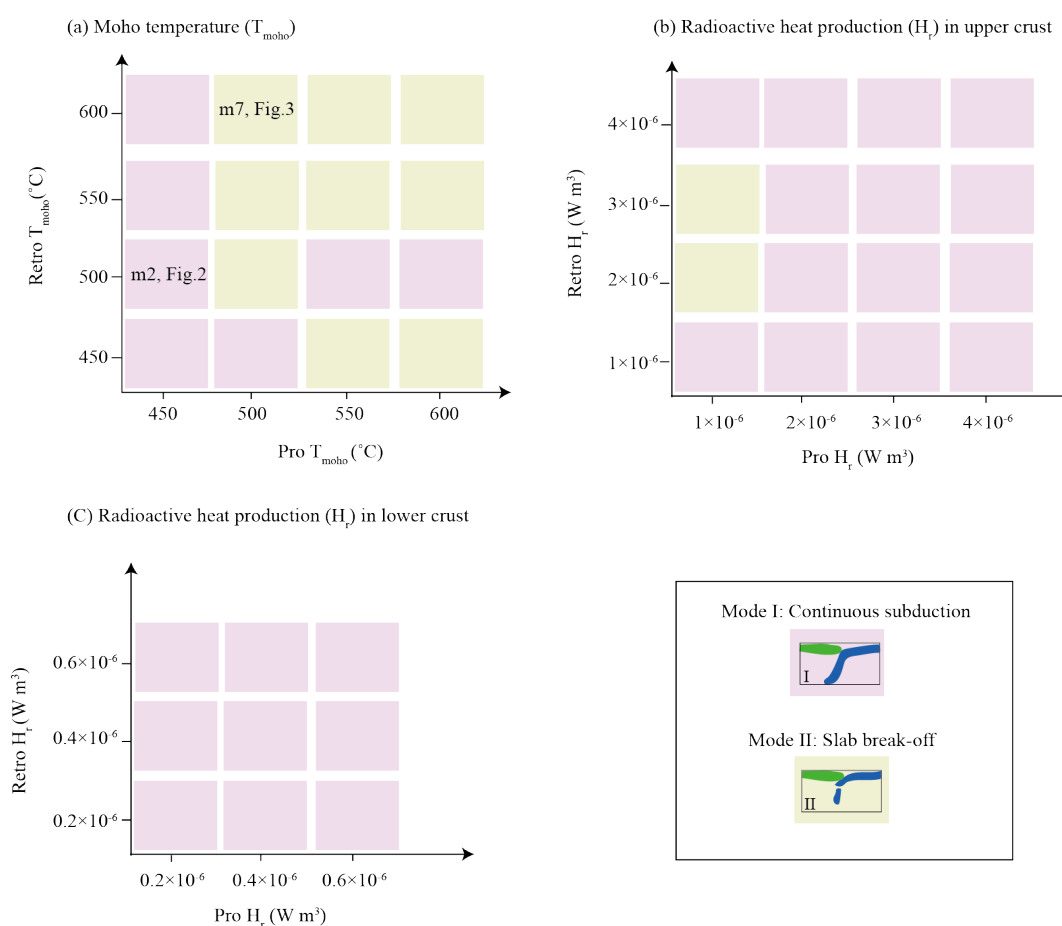 (a) Moho temperature (Tmoho)
Retro Tmoho (°C)
600
550
500
450
m7, Fig.3
m2, Fig.2
450 500 550 600
Pro Tmoho (°C)
(b) Radioactive heat production (Hr) in upper crust
Retro Hr (W m³)
4×10⁻⁶
3×10⁻⁶
2×10⁻⁶
1×10⁻⁶
1×10⁻⁶ 2×10⁻⁶ 3×10⁻⁶ 4×10⁻⁶
Pro Hr (W m³)
(C) Radioactive heat production (Hr) in lower crust
Retro Hr (W m³)
0.6×10⁻⁶
0.4×10⁻⁶
0.2×10⁻⁶
0.2×10⁻⁶ 0.4×10⁻⁶ 0.6×10⁻⁶
Pro Hr (W m³)
Mode I: Continuous subduction
I
Mode II: Slab break-off
II